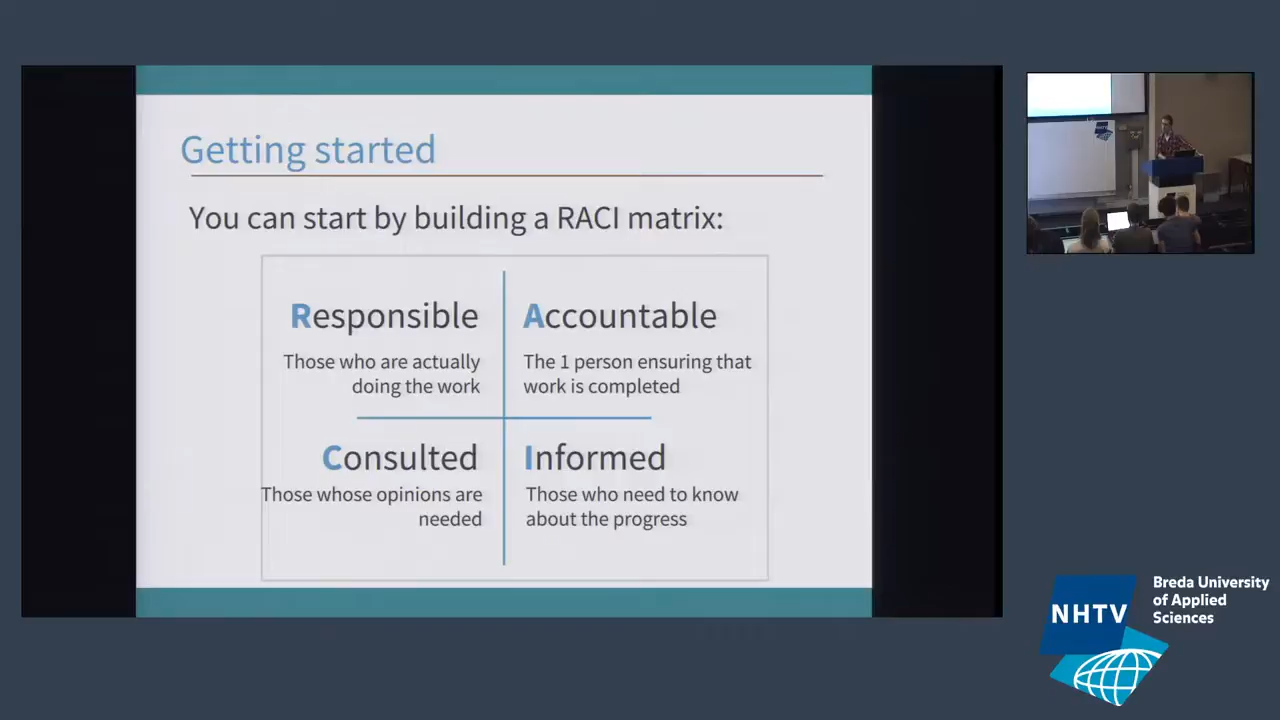 Getting started
You can start by building a RACI matrix:
Responsible
Those who are actually
doing the work
Accountable
The 1 person ensuring that
work is completed
Consulted
Those whose opinions are
needed
Informed
Those who need to know
about the progress
NHTV
Breda University
of Applied
Sciences